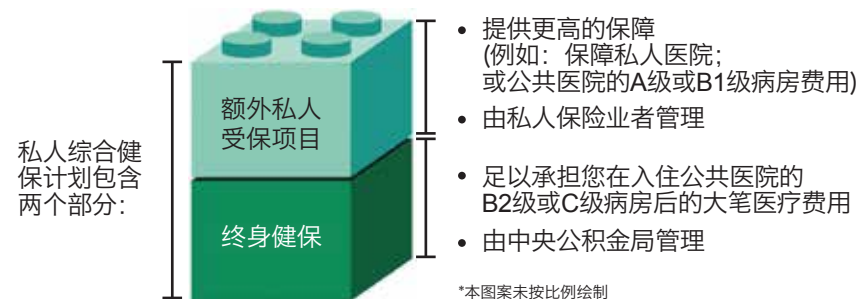 私人综合健
保计划包含
两个部分：
额外私人
受保项目
终身健保
• 提供更高的保障
(例如：保障私人医院；
或公共医院的A级或B1级病房费用)
• 由私人保险业者管理
• 足以承担您在入住公共医院的
B2级或C级病房后的大笔医疗费用
• 由中央公积金局管理
*本图案未按比例绘制